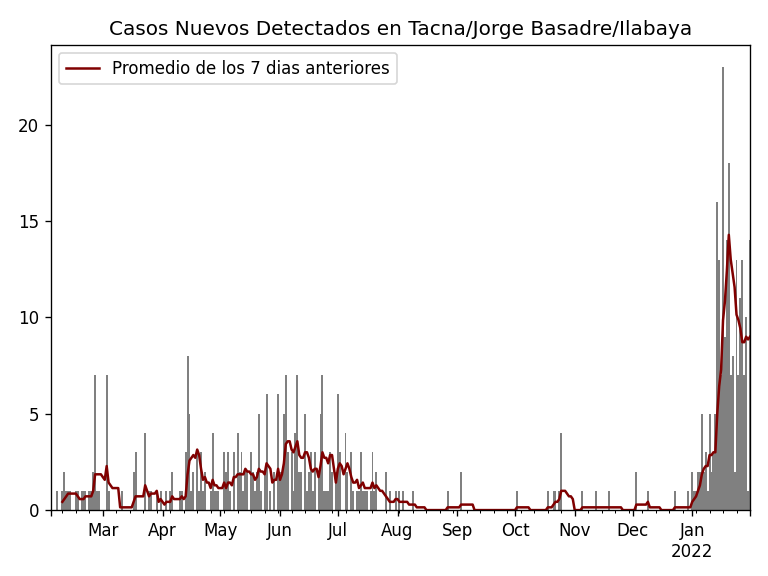 Casos Nuevos Detectados en Tacna/Jorge Basadre/Ilabaya
Promedio de los 7 dias anteriores
20
15
10
5
0
Mar Apr May Jun Jul Aug Sep Oct Nov Dec Jan
2022